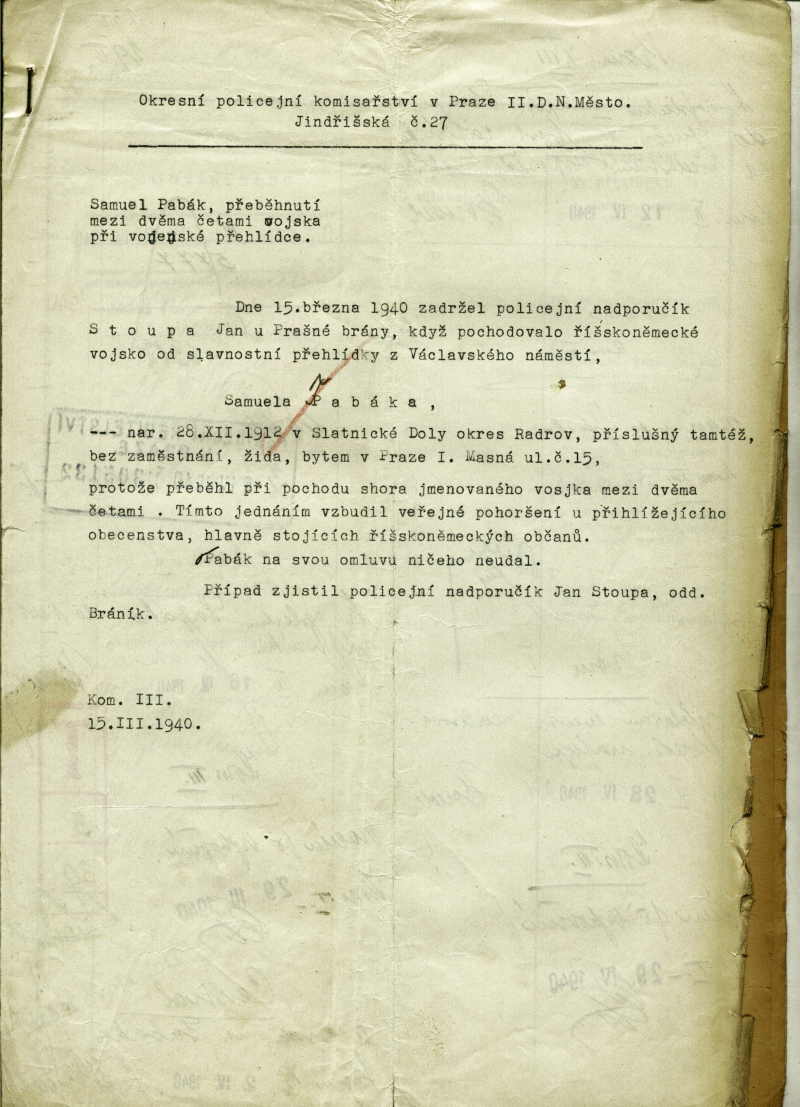 Okresní policejní komisařství v Praze II.D.N.Město.
Jindřišská č.27
Samuel Pabák, přeběhnutí
mezi dvěma četami vojska
při vojenské přehlídce.
Dne 15.března 1940 zadržel policejní nadporučík
S t o u p a Jan u Prašné brány, když pochodovalo říšskoněmecké
vojsko od slavnostní přehlídky z Václavského náměstí,
Samuela P a b á k a ,
--- nar. 28.XII.1912 v Slatnické Doly okres Radrov, příslušný tamtéž,
bez zaměstnání, žida, bytem v Praze I. Masná ul.č.15,
protože přeběhl při pochodu shora jmenovaného vosjka mezi dvěma
četami . Tímto jednáním vzbudil veřejné pohoršení u přihlížejícího
obecenstva, hlavně stojících říšskoněmeckých občanů.
Pabák na svou omluvu ničeho neudal.
Případ zjistil policejní nadporučík Jan Stoupa, odd.
Bráník.
Kom. III.
15.III.1940.